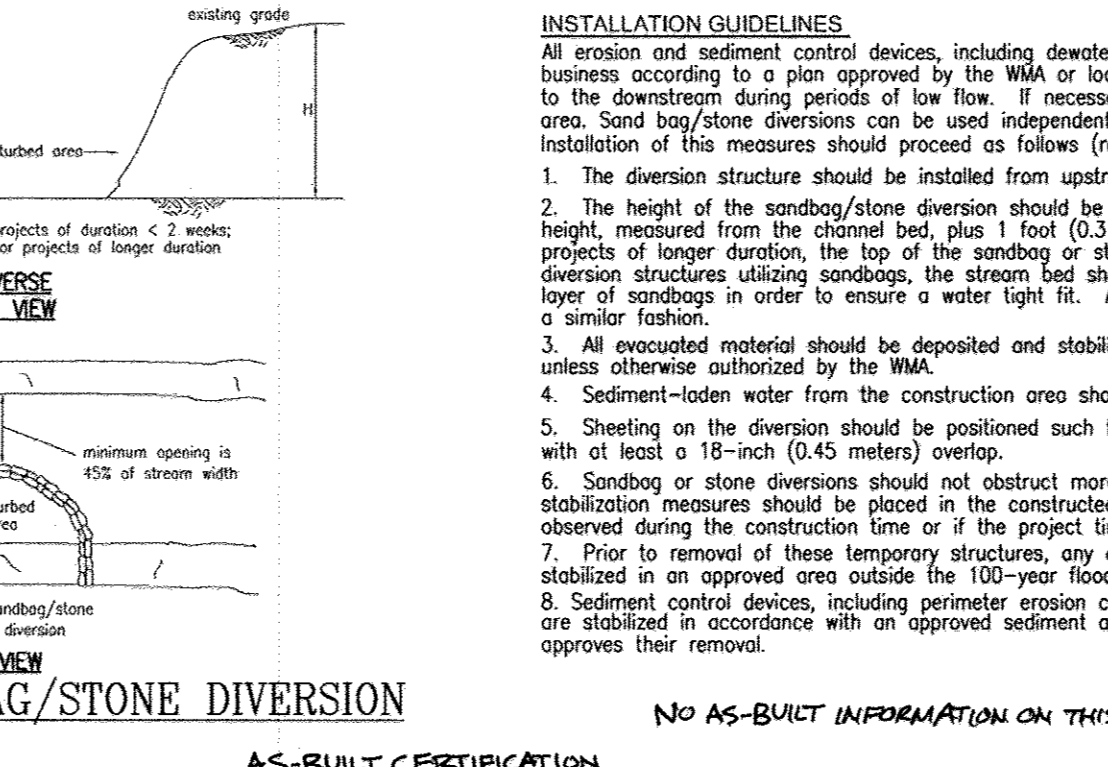 existing grade
H
turbed area
rojects of duration < 2 weeks;
or projects of longer duration
VERSE
VIEW
minimum opening is
45% of stream width
urbed
rea
andbag/stone
diversion
VIEW
AG/STONE DIVERSION
INSTALLATION GUIDELINES
All erosion and sediment control devices, including dewate
business according to a plan approved by the WMA or loc
to the downstream during periods of low flow. If necess
area. Sand bag/stone diversions can be used independent
Installation of this measures should proceed as follows (r
1. The diversion structure should be installed from upstr
2. The height of the sandbag/stone diversion should be
height, measured from the channel bed, plus 1 foot (0.3
projects of longer duration, the top of the sandbag or st
diversion structures utilizing sandbags, the stream bed sh
layer of sandbags in order to ensure a water tight fit.
a similar fashion.
3. All evacuated material should be deposited and stabili
unless otherwise authorized by the WMA.
4. Sediment-laden water from the construction area sho
5. Sheeting on the diversion should be positioned such
with at least a 18-inch (0.45 meters) overlap.
6. Sandbag or stone diversions should not obstruct mor
stabilization measures should be placed in the constructed
observed during the construction time or if the project ti
7. Prior to removal of these temporary structures, any
stabilized in an approved area outside the 100-year flood
8. Sediment control devices, including perimeter erosion c
are stabilized in accordance with an approved sediment a
approves their removal.
NO AS-BUILT INFORMATION ON THIS
AS-BUILT CERTIFICATION